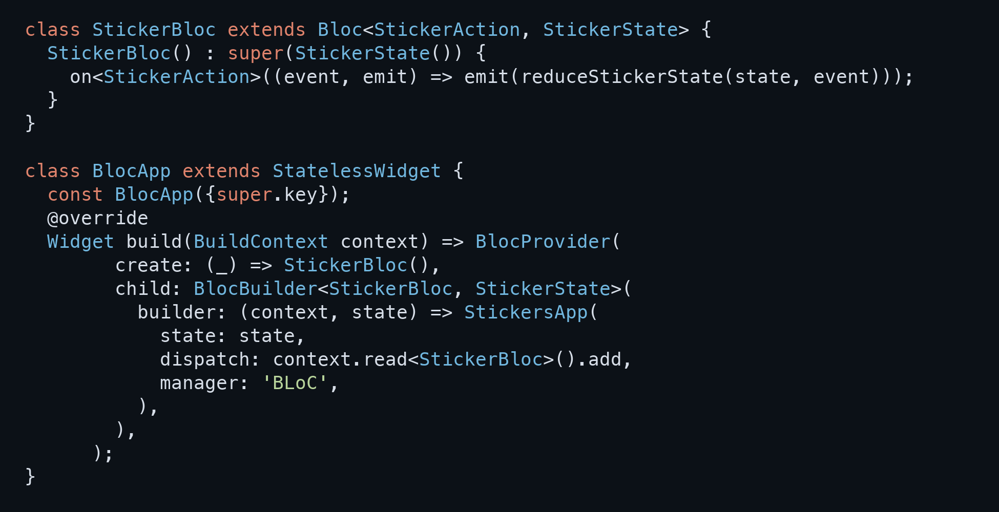 class StickerBloc extends Bloc<StickerAction, StickerState> {
  StickerBloc() : super(StickerState()) {
    on<StickerAction>((event, emit) => emit(reduceStickerState(state, event)));
  }
}

class BlocApp extends StatelessWidget {
  const BlocApp({super.key});
  @override
  Widget build(BuildContext context) => BlocProvider(
        create: (_) => StickerBloc(),
        child: BlocBuilder<StickerBloc, StickerState>(
          builder: (context, state) => StickersApp(
            state: state,
            dispatch: context.read<StickerBloc>().add,
            manager: 'BLoC',
          ),
        ),
      );
}